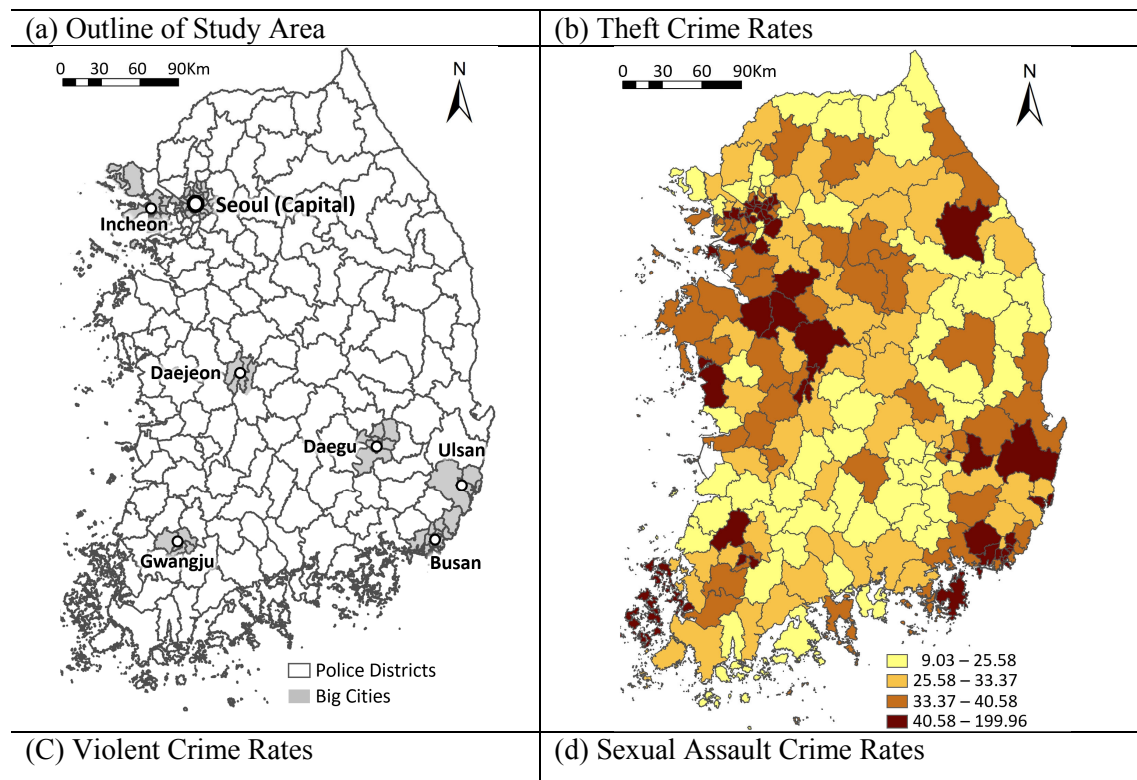 (a) Outline of Study Area
(b) Theft Crime Rates
0 30 60 90Km
N
Seoul (Capital)
Incheon
Daejeon
Daegu
Ulsan
Gwangju
Busan
Police Districts
Big Cities
0 30 60 90Km
N
9.03 – 25.58
25.58 – 33.37
33.37 – 40.58
40.58 – 199.96
(C) Violent Crime Rates
(d) Sexual Assault Crime Rates